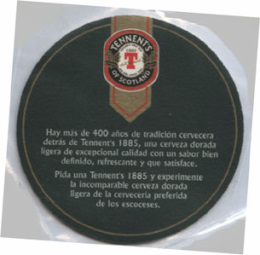 TENNENT'S
T
OF SCOTLAND
Hay más de 400 años de tradición cervecera
detrás de Tennent's 1885, una cerveza dorada
ligera de excepcional calidad con un sabor bien
definido, refrescante y que satisface.
Pida una Tennent's 1885 y experimente
la incomparable cerveza dorada
ligera de la cervecería preferida
de los escoceses.